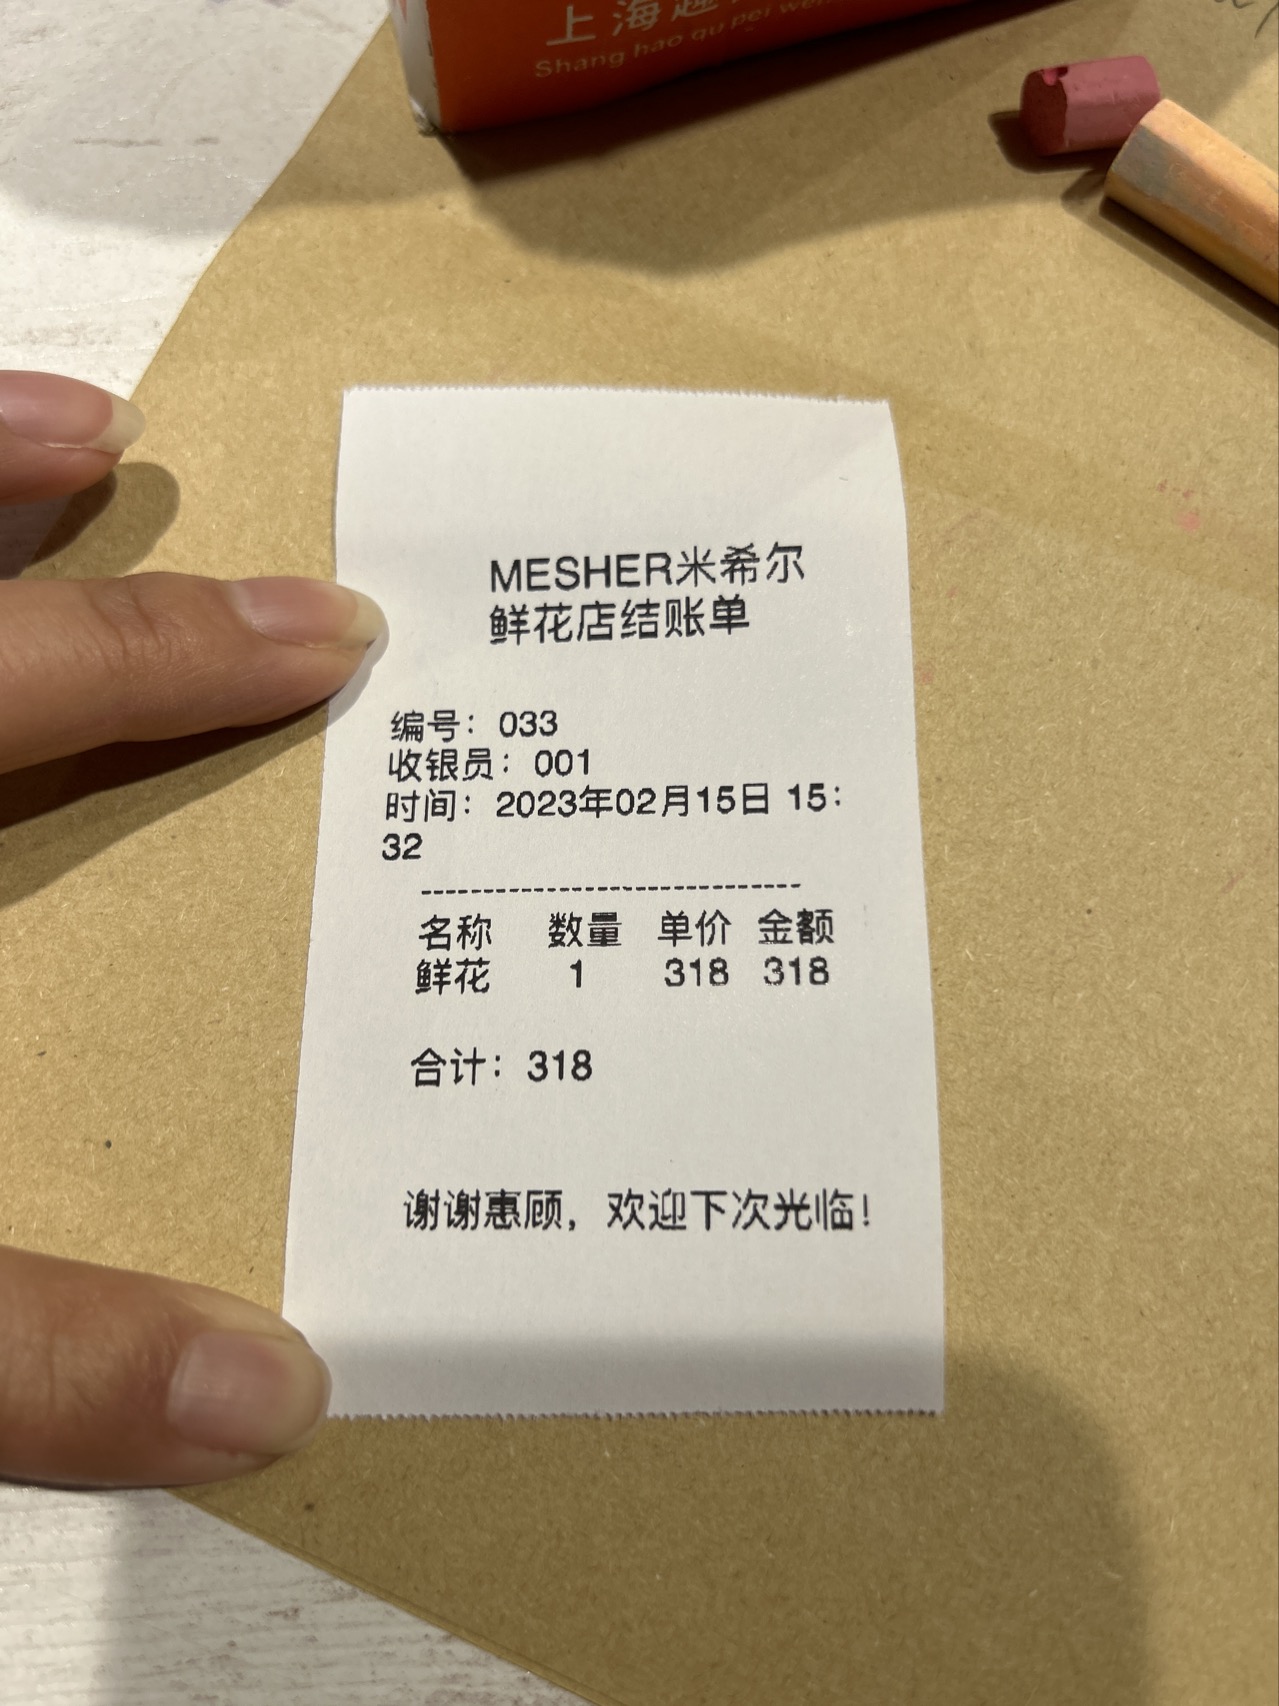 上海趣
Shang hao qu pei wen
MESHER米希尔
鲜花店结账单
编号：033
收银员：001
时间：2023年02月15日 15：
32
--------------------------------
名称 数量 单价 金额
鲜花 1 318 318
合计：318
谢谢惠顾，欢迎下次光临！